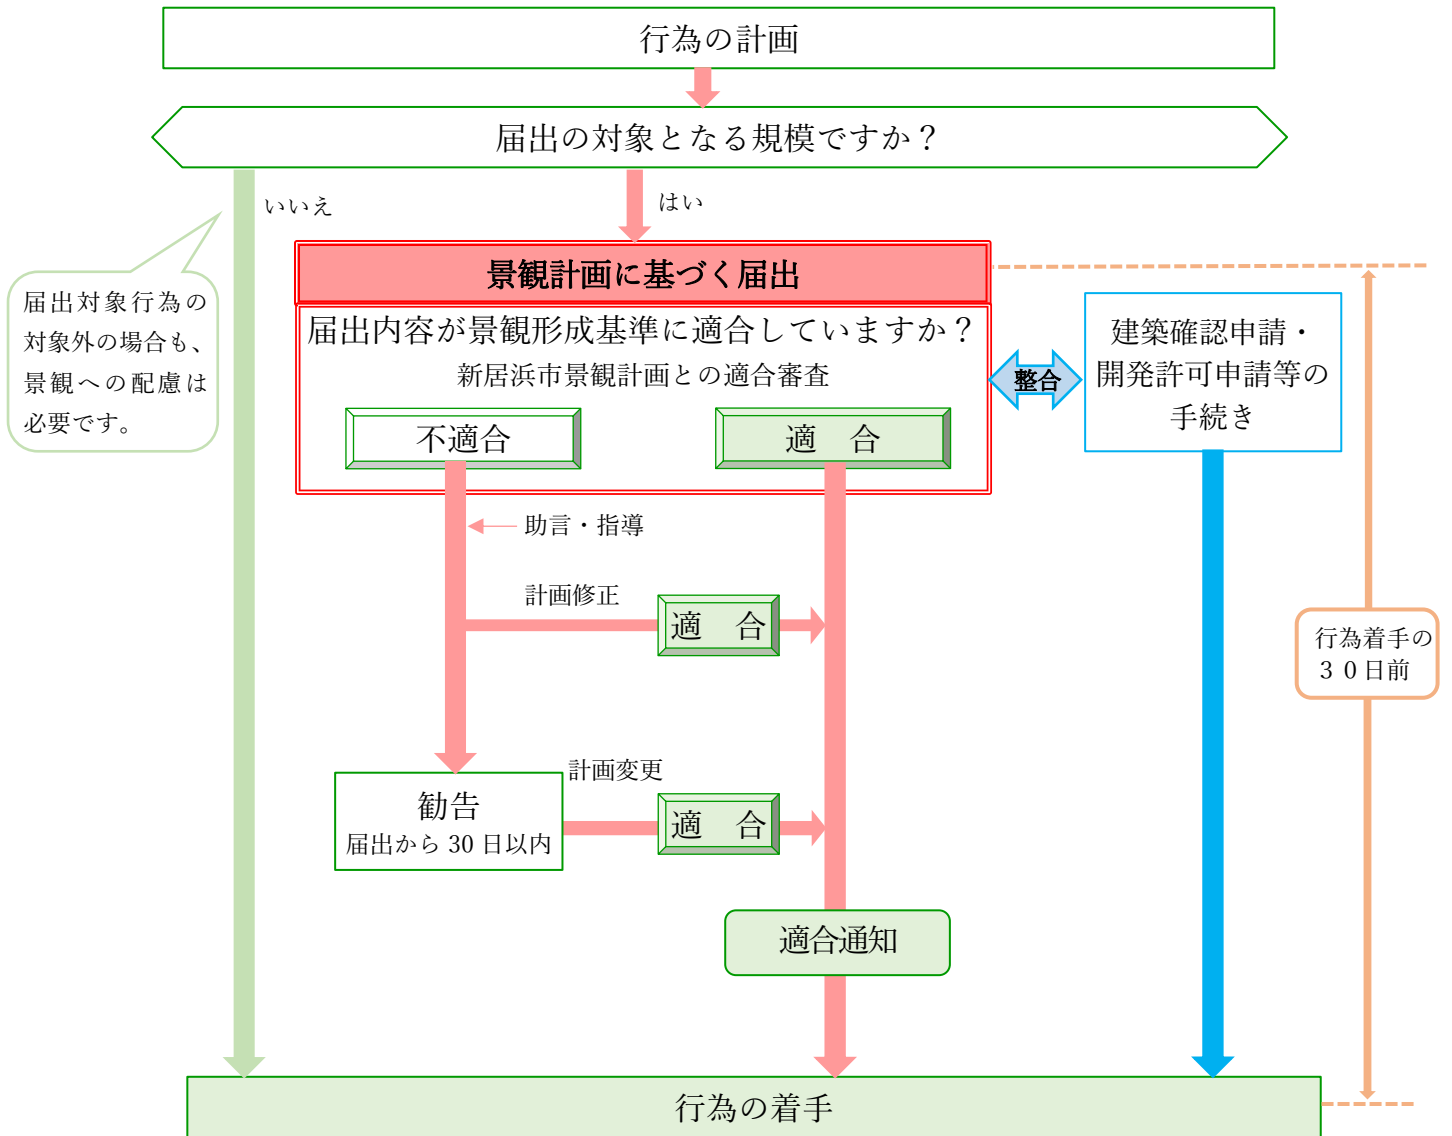 行為の計画
届出の対象となる規模ですか？
いいえ
はい
届出対象行為の
対象外の場合も、
景観への配慮は
必要です。
景観計画に基づく届出
届出内容が景観形成基準に適合していますか？
新居浜市景観計画との適合審査
不適合
適　合
整合
建築確認申請・
開発許可申請等の
手続き
助言・指導
計画修正
適　合
行為着手の
３０日前
勧告
届出から 30 日以内
計画変更
適　合
適合通知
行為の着手